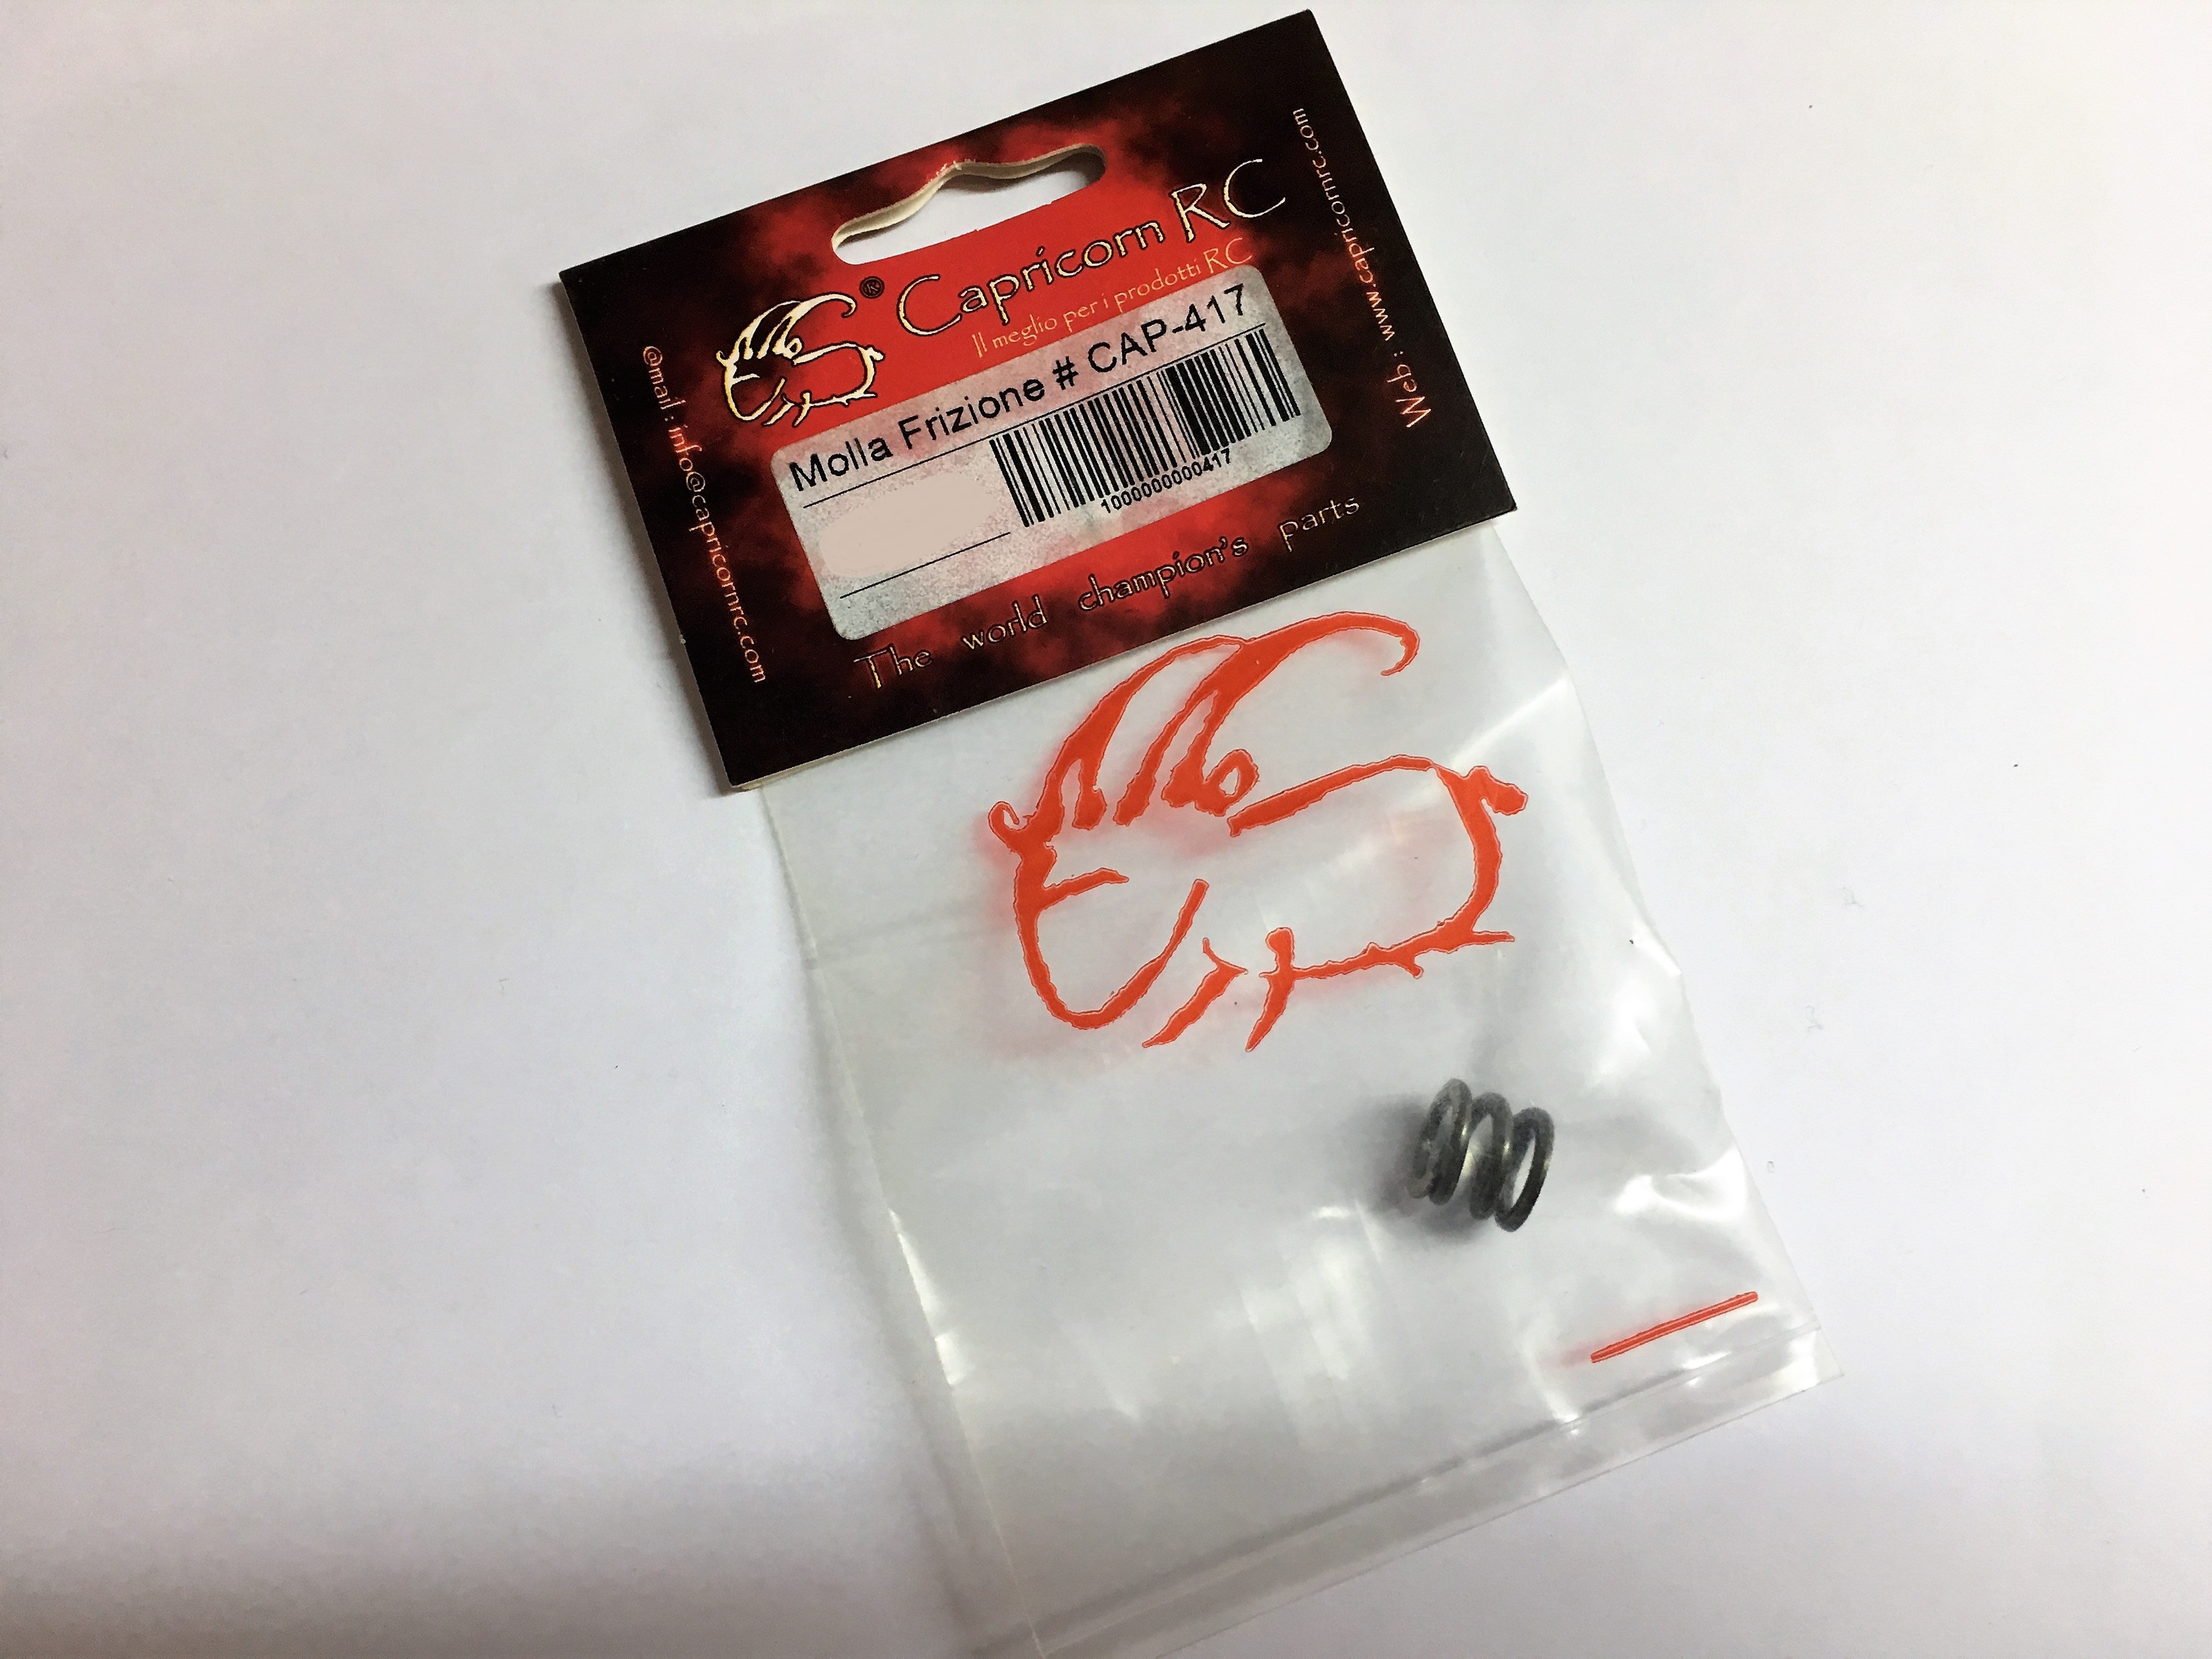 Capricorn RC
®
Il meglio per i prodotti RC
Molla Frizione # CAP-417
1000000000417
The world champion's parts
@mail : info@capricornrc.com
Web : www.capricornrc.com